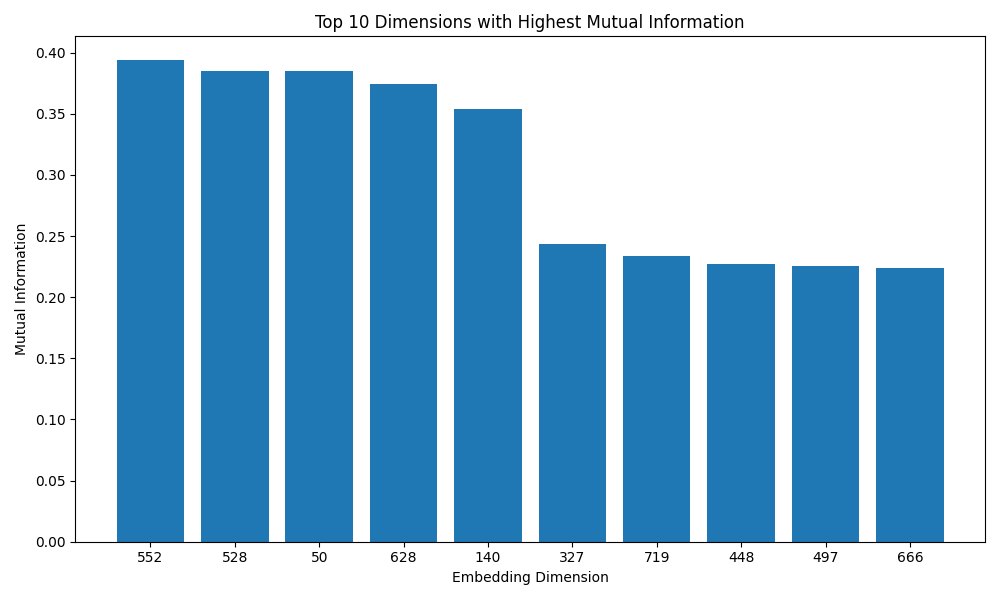 Top 10 Dimensions with Highest Mutual Information
0.40
0.35
0.30
0.25
0.20
0.15
0.10
0.05
0.00
Mutual Information
552 528 50 628 140 327 719 448 497 666
Embedding Dimension